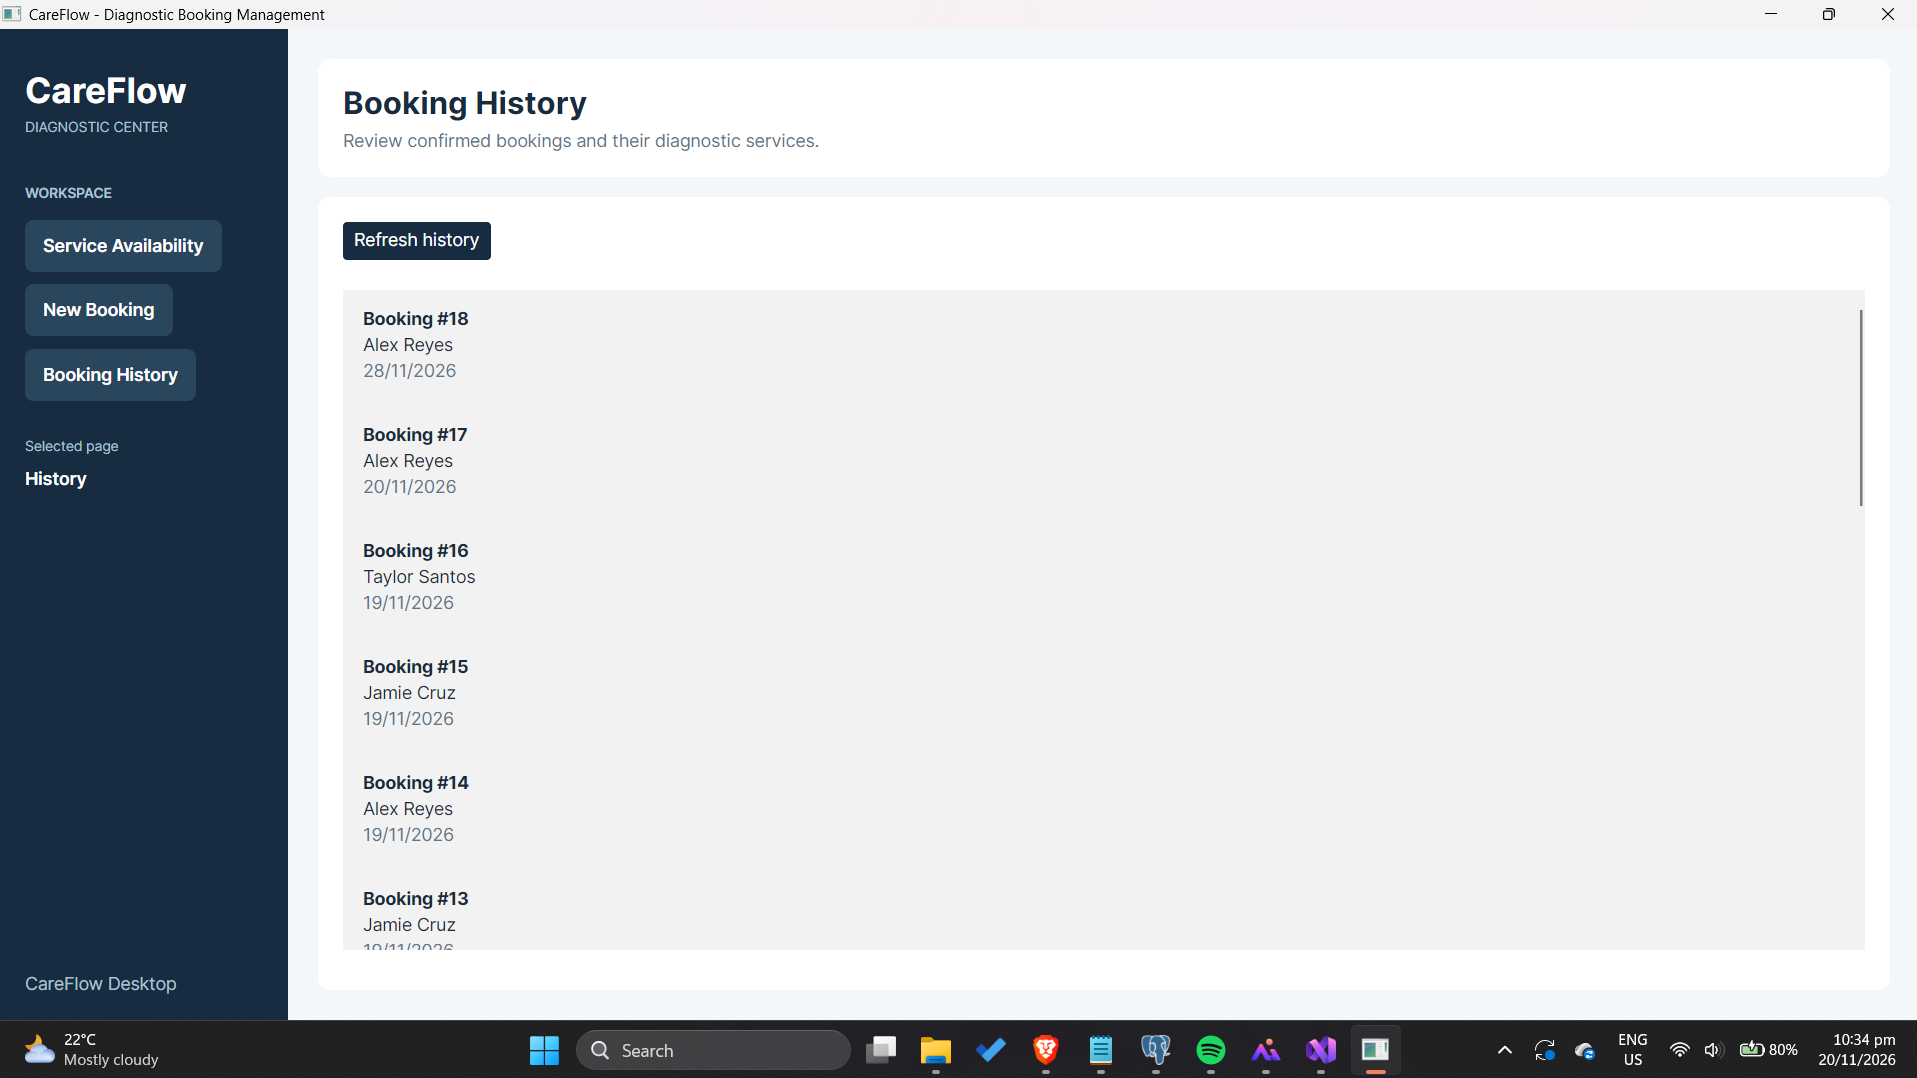 CareFlow - Diagnostic Booking Management
CareFlow
DIAGNOSTIC CENTER
WORKSPACE
Service Availability
New Booking
Booking History
Selected page
History
CareFlow Desktop
Booking History
Review confirmed bookings and their diagnostic services.
Refresh history
Booking #18
Alex Reyes
28/11/2026
Booking #17
Alex Reyes
20/11/2026
Booking #16
Taylor Santos
19/11/2026
Booking #15
Jamie Cruz
19/11/2026
Booking #14
Alex Reyes
19/11/2026
Booking #13
Jamie Cruz
19/11/2026
22°C
Mostly cloudy
Search
ENG
US
80%
10:34 pm
20/11/2026